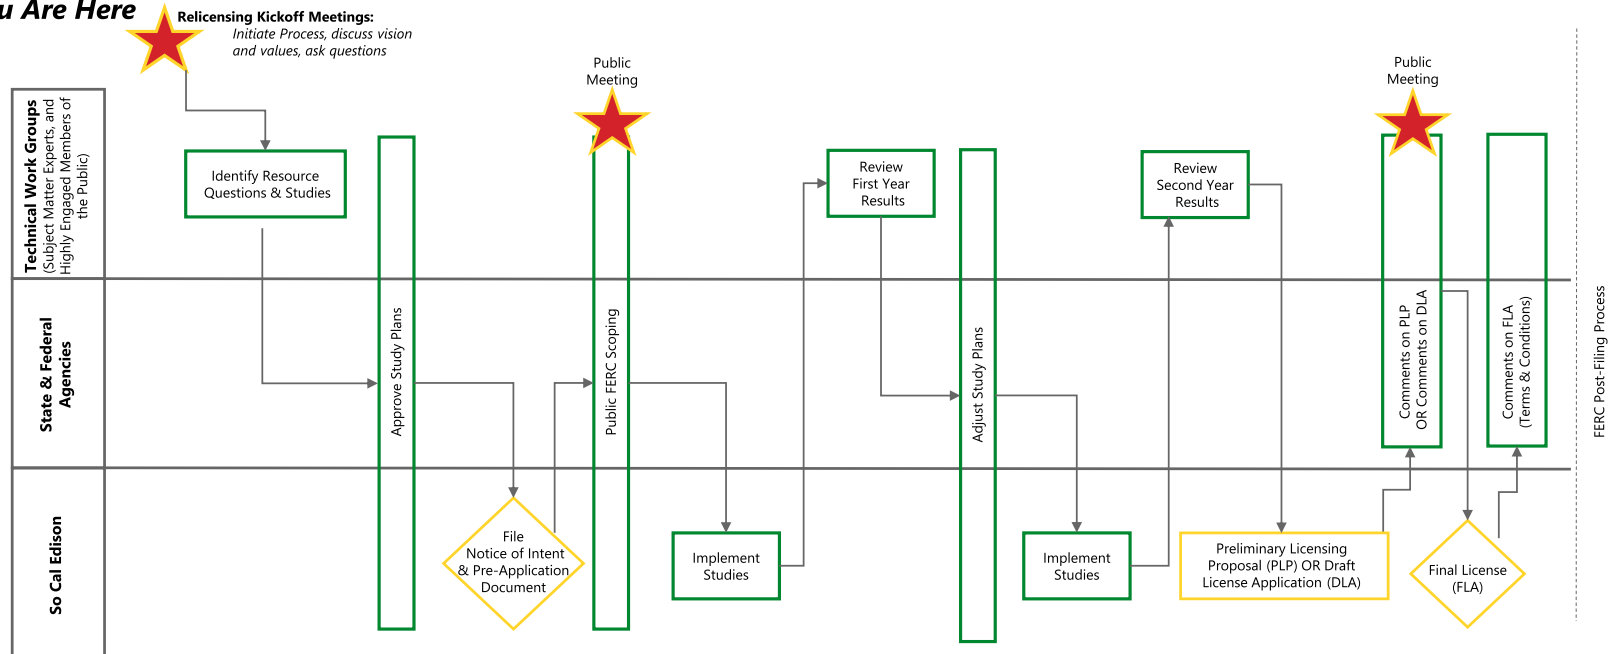 u Are Here
Relicensing Kickoff Meetings:
Initiate Process, discuss vision
and values, ask questions
Public
Meeting
Public
Meeting
Technical Work Groups
(Subject Matter Experts, and
Highly Engaged Members of
the Public)
Identify Resource
Questions & Studies
Review
First Year
Results
Review
Second Year
Results
State & Federal
Agencies
Approve Study Plans
Public FERC Scoping
Adjust Study Plans
Comments on PLP
OR Comments on DLA
Comments on FLA
(Terms & Conditions)
FERC Post-Filing Process
So Cal Edison
File
Notice of Intent
& Pre-Application
Document
Implement
Studies
Implement
Studies
Preliminary Licensing
Proposal (PLP) OR Draft
License Application (DLA)
Final License
(FLA)